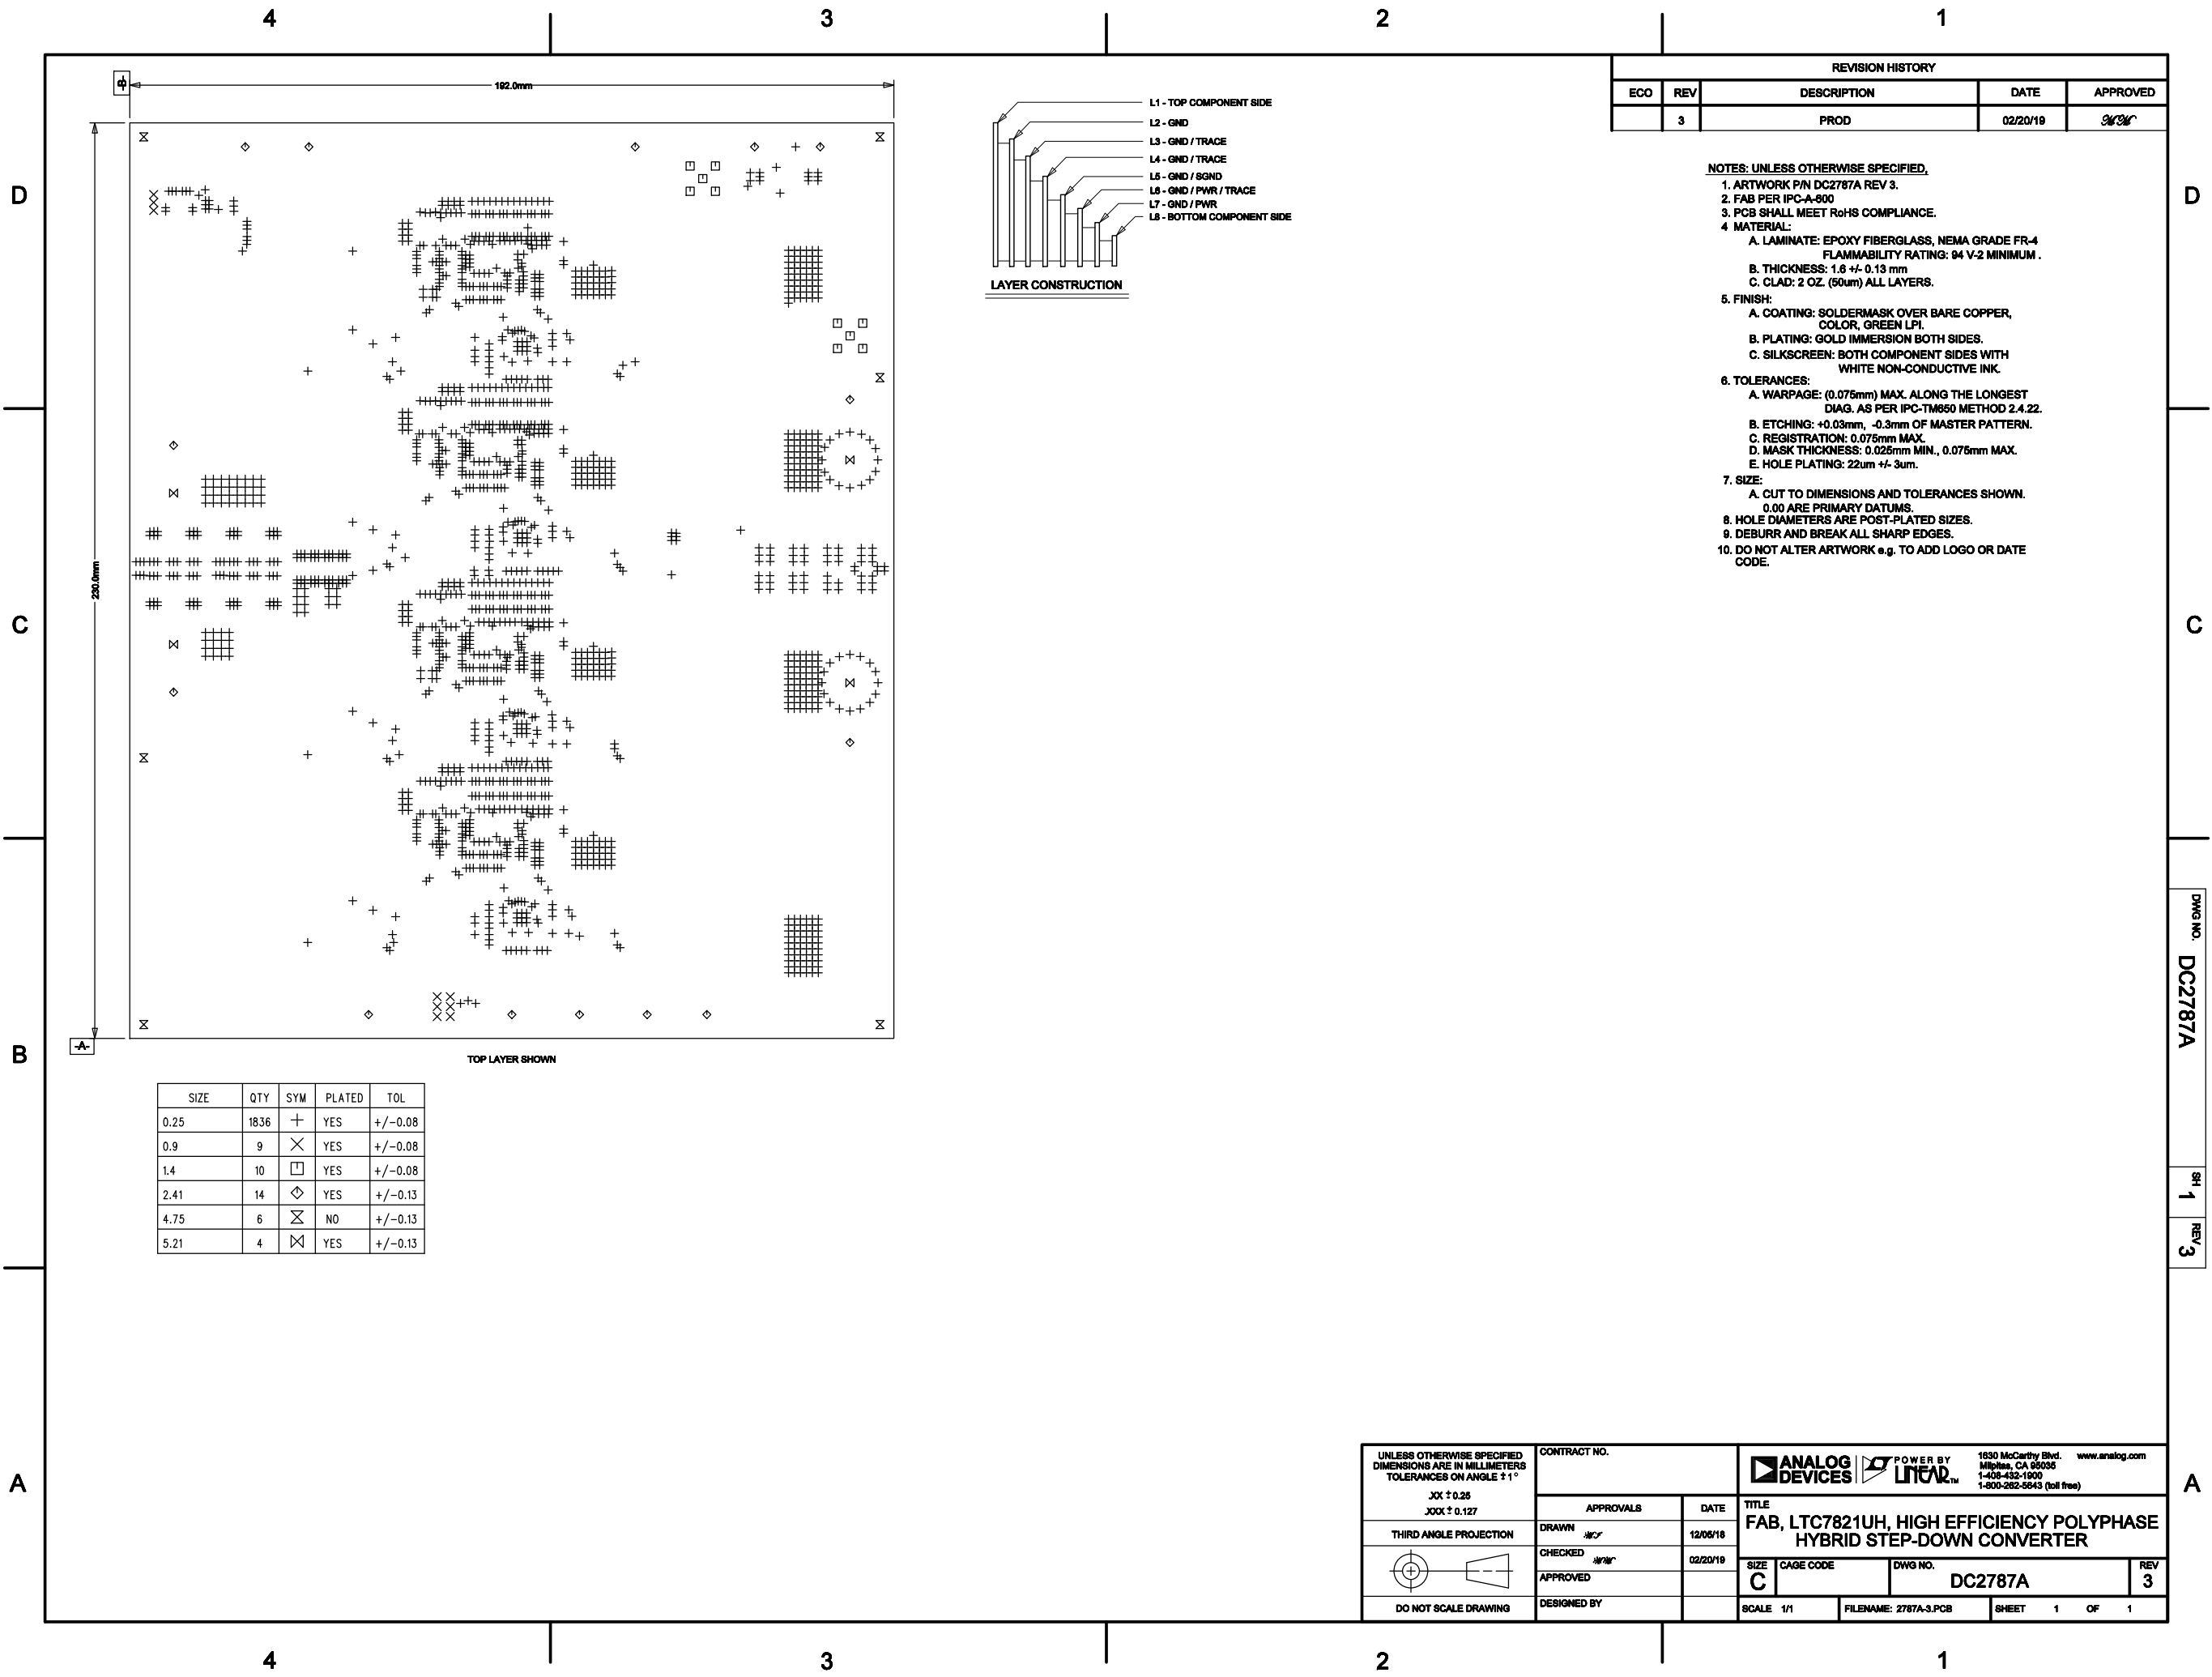 4 3 2 1
REVISION HISTORY
ECO REV DESCRIPTION DATE APPROVED
3 PROD 02/20/19
-B-
192.0mm
230.0mm
-A-
TOP LAYER SHOWN
L1 - TOP COMPONENT SIDE
L2 - GND
L3 - GND / TRACE
L4 - GND / TRACE
L5 - GND / SGND
L6 - GND / PWR / TRACE
L7 - GND / PWR
L8 - BOTTOM COMPONENT SIDE
LAYER CONSTRUCTION
NOTES: UNLESS OTHERWISE SPECIFIED,
1. ARTWORK P/N DC2787A REV 3.
2. FAB PER IPC-A-600
3. PCB SHALL MEET RoHS COMPLIANCE.
4 MATERIAL:
A. LAMINATE: EPOXY FIBERGLASS, NEMA GRADE FR-4
FLAMMABILITY RATING: 94 V-2 MINIMUM .
B. THICKNESS: 1.6 +/- 0.13 mm
C. CLAD: 2 OZ. (50um) ALL LAYERS.
5. FINISH:
A. COATING: SOLDERMASK OVER BARE COPPER,
COLOR, GREEN LPI.
B. PLATING: GOLD IMMERSION BOTH SIDES.
C. SILKSCREEN: BOTH COMPONENT SIDES WITH
WHITE NON-CONDUCTIVE INK.
6. TOLERANCES:
A. WARPAGE: (0.075mm) MAX. ALONG THE LONGEST
DIAG. AS PER IPC-TM650 METHOD 2.4.22.
B. ETCHING: +0.03mm, -0.3mm OF MASTER PATTERN.
C. REGISTRATION: 0.075mm MAX.
D. MASK THICKNESS: 0.025mm MIN., 0.075mm MAX.
E. HOLE PLATING: 22um +/- 3um.
7. SIZE:
A. CUT TO DIMENSIONS AND TOLERANCES SHOWN.
0.00 ARE PRIMARY DATUMS.
8. HOLE DIAMETERS ARE POST-PLATED SIZES.
9. DEBURR AND BREAK ALL SHARP EDGES.
10. DO NOT ALTER ARTWORK e.g. TO ADD LOGO OR DATE
CODE.
D D
C C
B
A A
DWG NO. DC2787A
SH 1
REV 3
SIZE QTY SYM PLATED TOL
0.25 1836 YES +/-0.08
0.9 9 YES +/-0.08
1.4 10 YES +/-0.08
2.41 14 YES +/-0.13
4.75 6 NO +/-0.13
5.21 4 YES +/-0.13
UNLESS OTHERWISE SPECIFIED
DIMENSIONS ARE IN MILLIMETERS
TOLERANCES ON ANGLE ± 1°
.XX ± 0.25
.XXX ± 0.127
THIRD ANGLE PROJECTION
DO NOT SCALE DRAWING
CONTRACT NO.
APPROVALS DATE
DRAWN 12/05/18
CHECKED 02/20/19
APPROVED
DESIGNED BY
ANALOG DEVICES
POWER BY LINEAR™
1630 McCarthy Blvd. www.analog.com
Milpitas, CA 95035
1-408-432-1900
1-800-262-5643 (toll free)
TITLE
FAB, LTC7821UH, HIGH EFFICIENCY POLYPHASE
HYBRID STEP-DOWN CONVERTER
SIZE C
CAGE CODE
DWG NO. DC2787A
REV 3
SCALE 1/1 FILENAME: 2787A-3.PCB SHEET 1 OF 1
4 3 2 1